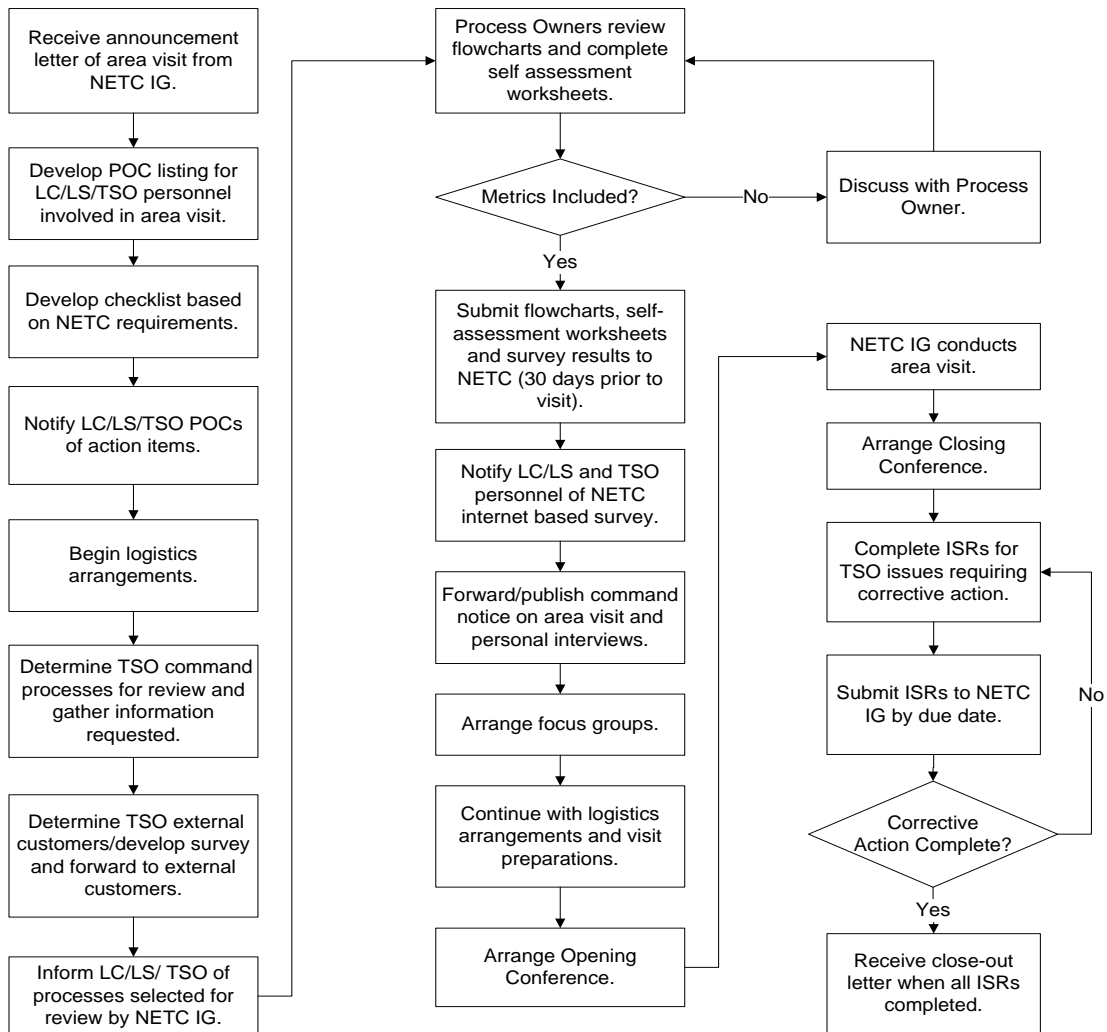 Receive announcement
letter of area visit from
NETC IG.
Develop POC listing for
LC/LS/TSO personnel
involved in area visit.
Develop checklist based
on NETC requirements.
Notify LC/LS/TSO POCs
of action items.
Begin logistics
arrangements.
Determine TSO command
processes for review and
gather information
requested.
Determine TSO external
customers/develop survey
and forward to external
customers.
Inform LC/LS/ TSO of
processes selected for
review by NETC IG.
Process Owners review
flowcharts and complete
self assessment
worksheets.
Metrics Included?
No
Discuss with Process
Owner.
Yes
Submit flowcharts, self-
assessment worksheets
and survey results to
NETC (30 days prior to
visit).
Notify LC/LS and TSO
personnel of NETC
internet based survey.
Forward/publish command
notice on area visit and
personal interviews.
Arrange focus groups.
Continue with logistics
arrangements and visit
preparations.
Arrange Opening
Conference.
NETC IG conducts
area visit.
Arrange Closing
Conference.
Complete ISRs for
TSO issues requiring
corrective action.
Submit ISRs to NETC
IG by due date.
No
Corrective
Action Complete?
Yes
Receive close-out
letter when all ISRs
completed.